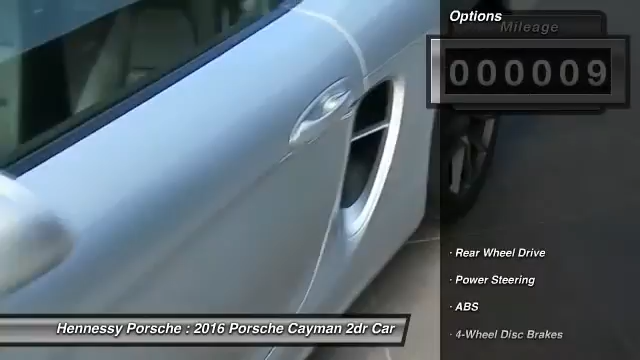 Options
Mileage
000009
· Rear Wheel Drive
· Power Steering
· ABS
· 4-Wheel Disc Brakes
Hennessy Porsche : 2016 Porsche Cayman 2dr Car